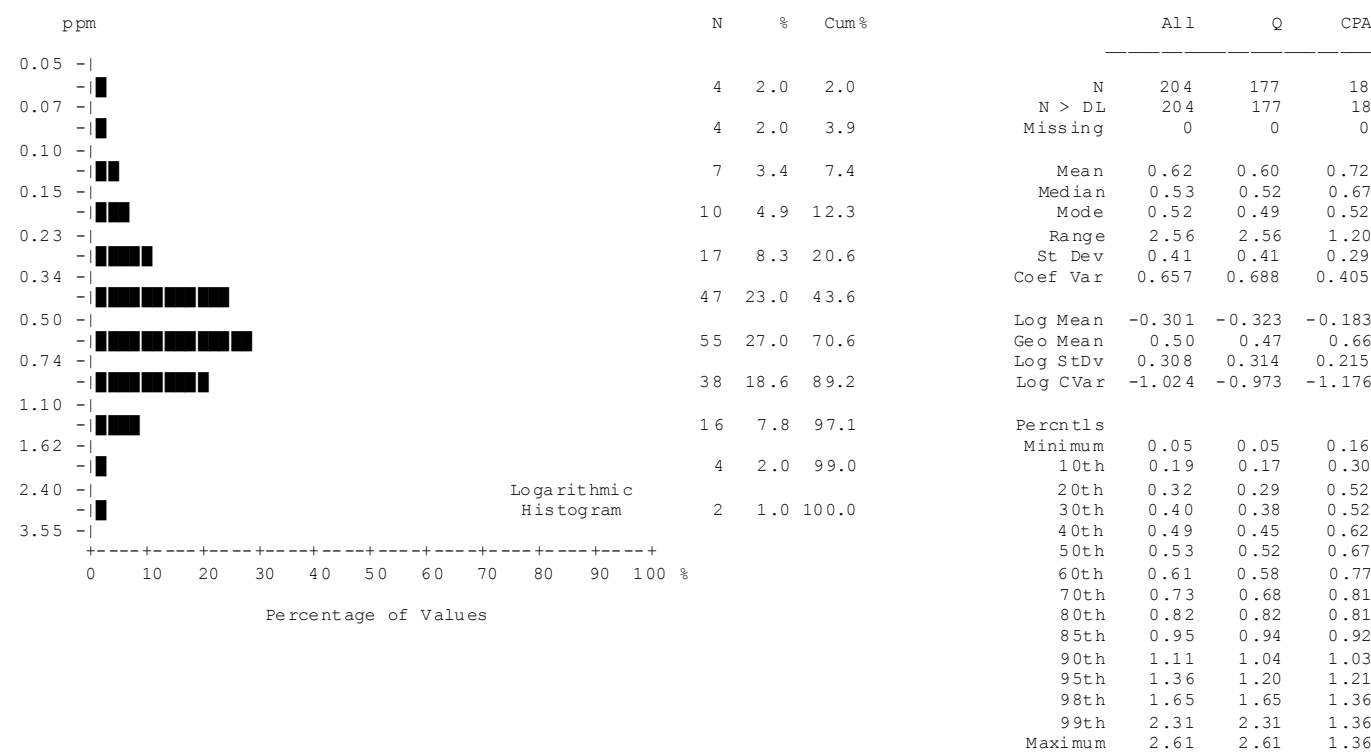 ppm N % Cum% All Q CPA
0.05 -|
-| 4 2.0 2.0 N 204 177 18
0.07 -| N > DL 204 177 18
-| 4 2.0 3.9 Missing 0 0 0
0.10 -|
-| 7 3.4 7.4 Mean 0.62 0.60 0.72
0.15 -| Median 0.53 0.52 0.67
-| 10 4.9 12.3 Mode 0.52 0.49 0.52
0.23 -| Range 2.56 2.56 1.20
-| 17 8.3 20.6 St Dev 0.41 0.41 0.29
0.34 -| Coef Var 0.657 0.688 0.405
-| 47 23.0 43.6
0.50 -| Log Mean -0.301 -0.323 -0.183
-| 55 27.0 70.6 Geo Mean 0.50 0.47 0.66
0.74 -| Log StDv 0.308 0.314 0.215
-| 38 18.6 89.2 Log CVar -1.024 -0.973 -1.176
1.10 -|
-| 16 7.8 97.1 Percntls
1.62 -| Minimum 0.05 0.05 0.16
-| 4 2.0 99.0 10th 0.19 0.17 0.30
2.40 -| Logarithmic 20th 0.32 0.29 0.52
-| Histogram 2 1.0 100.0 30th 0.40 0.38 0.52
3.55 -| 40th 0.49 0.45 0.62
+----+----+----+----+----+----+----+----+----+----+ 50th 0.53 0.52 0.67
0 10 20 30 40 50 60 70 80 90 100 % 60th 0.61 0.58 0.77
70th 0.73 0.68 0.81
Percentage of Values 80th 0.82 0.82 0.81
85th 0.95 0.94 0.92
90th 1.11 1.04 1.03
95th 1.36 1.20 1.21
98th 1.65 1.65 1.36
99th 2.31 2.31 1.36
Maximum 2.61 2.61 1.36